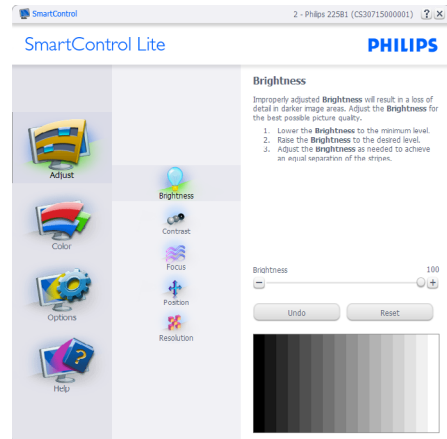 SmartControl
2 - Philips 225B1 (CS30715000001) ? X
SmartControl Lite
PHILIPS
Adjust
Color
Options
Help
Brightness
Contrast
Focus
Position
Resolution
Brightness
Improperly adjusted Brightness will result in a loss of
detail in darker image areas. Adjust the Brightness for
the best possible picture quality.
1. Lower the Brightness to the minimum level.
2. Raise the Brightness to the desired level.
3. Adjust the Brightness as needed to achieve
an equal separation of the stripes.
Brightness 100
Undo Reset